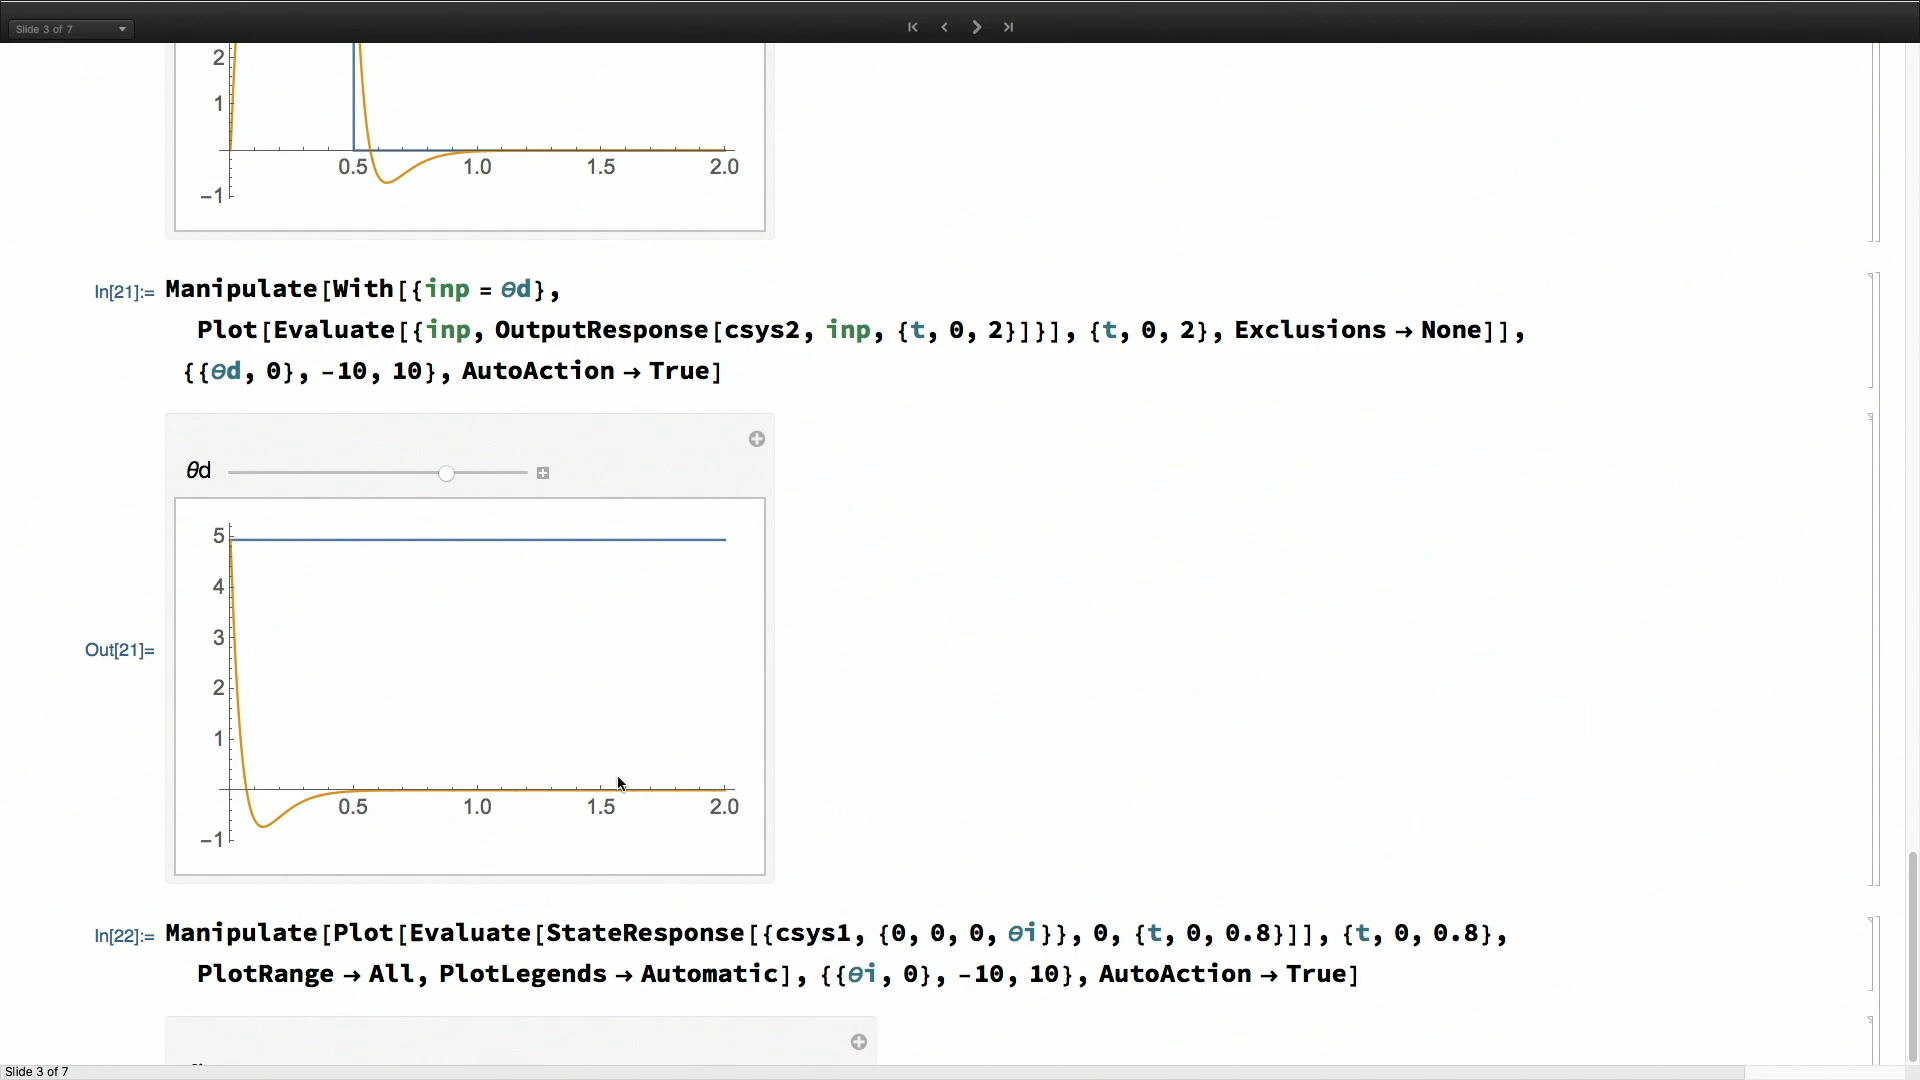 Slide 3 of 7
2
1
0.5 1.0 1.5 2.0
-1
In[21]:= Manipulate[With[{inp = θd},
Plot[Evaluate[{inp, OutputResponse[csys2, inp, {t, 0, 2}]}], {t, 0, 2}, Exclusions → None]],
{{θd, 0}, -10, 10}, AutoAction → True]
θd
5
4
3
Out[21]=
2
1
0.5 1.0 1.5 2.0
-1
In[22]:= Manipulate[Plot[Evaluate[StateResponse[{csys1, {0, 0, 0, θi}}, 0, {t, 0, 0.8}]], {t, 0, 0.8},
PlotRange → All, PlotLegends → Automatic], {{θi, 0}, -10, 10}, AutoAction → True]
Slide 3 of 7